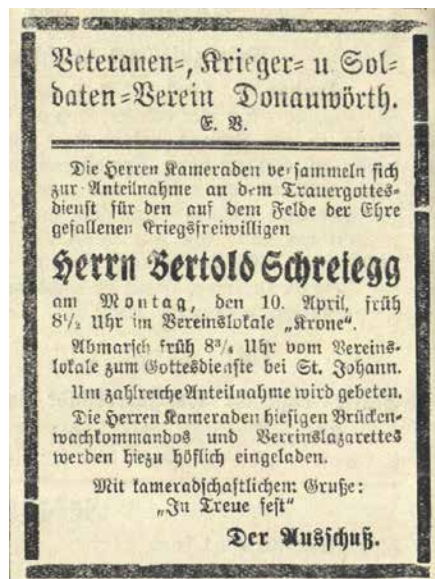 Veteranen-, Krieger- u Sol-
daten-Verein Donauwörth.
E. V.
Die Herren Kameraden versammeln sich
zur Anteilnahme an dem Trauergottes-
dienst für den auf dem Felde der Ehre
gefallenen Kriegsfreiwilligen
Herrn Bertold Schreiegg
am Montag, den 10. April, früh
8½ Uhr im Vereinslokale „Krone“.
Abmarsch früh 8¾ Uhr vom Vereins-
lokale zum Gottesdienste bei St. Johann.
Um zahlreiche Anteilnahme wird gebeten.
Die Herren Kameraden hiesigen Brücken-
wachkommandos und Vereinslazarettes
werden hiezu höflich eingeladen.
Mit kameradschaftlichem Gruße:
„In Treue fest“
Der Ausschuß.